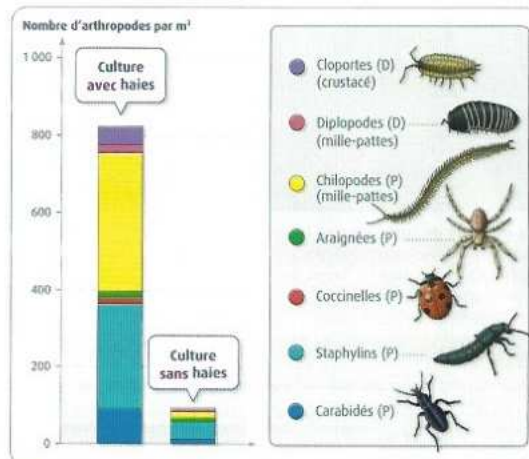 Nombre d'arthropodes par m²
1 000
800
600
400
200
0
Culture
avec haies
Culture
sans haies
Cloportes (D)
(crustacé)
Diplopodes (D)
(mille-pattes)
Chilopodes (P)
(mille-pattes)
Araignées (P)
Coccinelles (P)
Staphylins (P)
Carabidés (P)